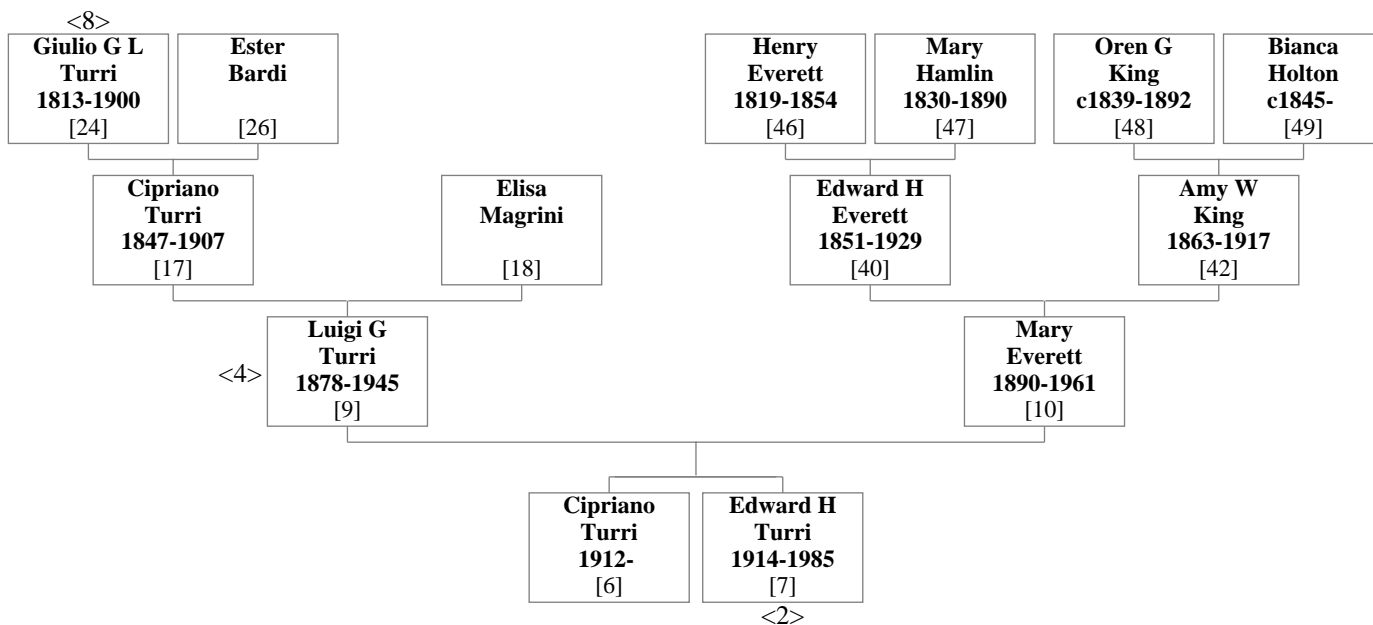 <8>
Giulio G L
Turri
1813-1900
[24]
Ester
Bardi
[26]
Henry
Everett
1819-1854
[46]
Mary
Hamlin
1830-1890
[47]
Oren G
King
c1839-1892
[48]
Bianca
Holton
c1845-
[49]
Cipriano
Turri
1847-1907
[17]
Elisa
Magrini
[18]
Edward H
Everett
1851-1929
[40]
Amy W
King
1863-1917
[42]
<4>
Luigi G
Turri
1878-1945
[9]
Mary
Everett
1890-1961
[10]
Cipriano
Turri
1912-
[6]
Edward H
Turri
1914-1985
[7]
<2>